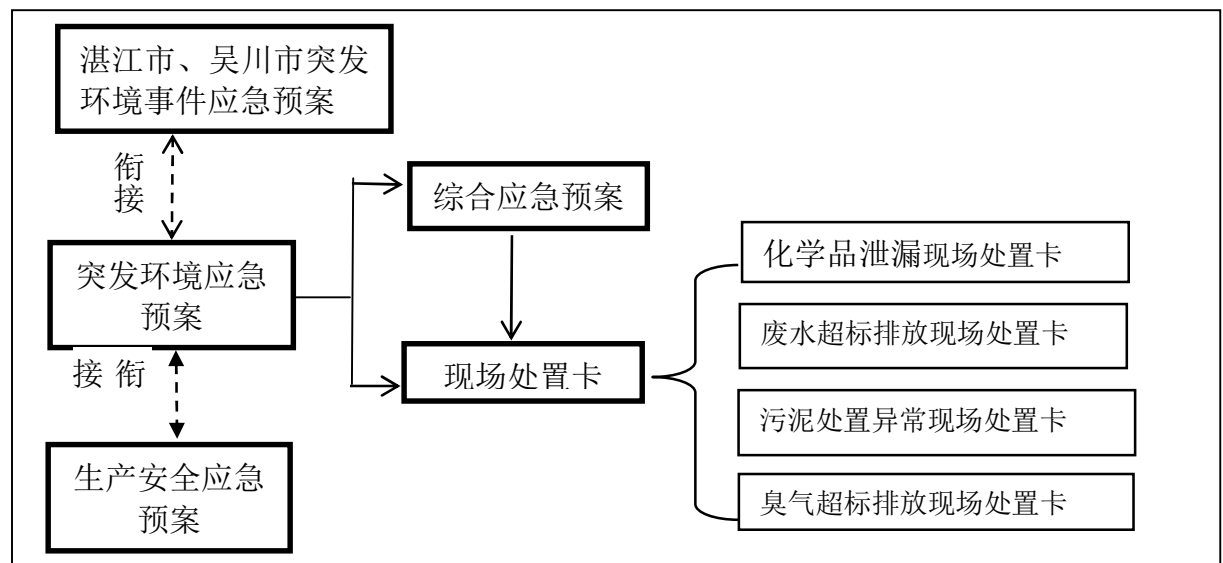 湛江市、吴川市突发
环境事件应急预案
衔
接
综合应急预案
突发环境应急
预案
化学品泄漏现场处置卡
废水超标排放现场处置卡
接 衔
现场处置卡
污泥处置异常现场处置卡
生产安全应急
预案
臭气超标排放现场处置卡